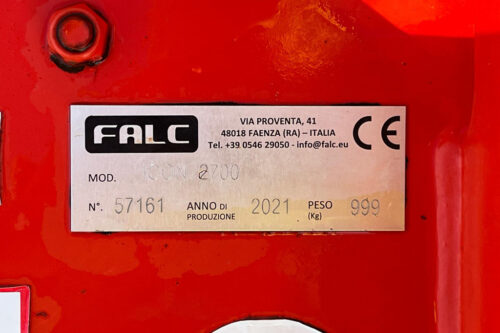 FALC
VIA PROVENTA, 41
48018 FAENZA (RA) – ITALIA
Tel. +39 0546 29050 - info@falc.eu
CE
MOD. 2700
N°. 57161 ANNO DI PRODUZIONE 2021 PESO (Kg) 999